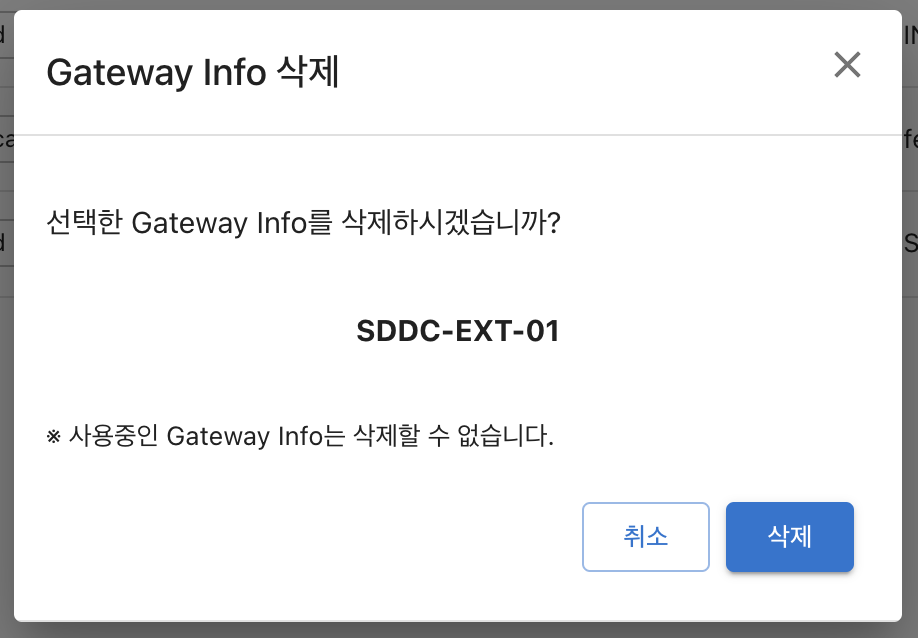 Gateway Info 삭제
선택한 Gateway Info를 삭제하시겠습니까?
SDDC-EXT-01
※ 사용중인 Gateway Info는 삭제할 수 없습니다.
취소
삭제